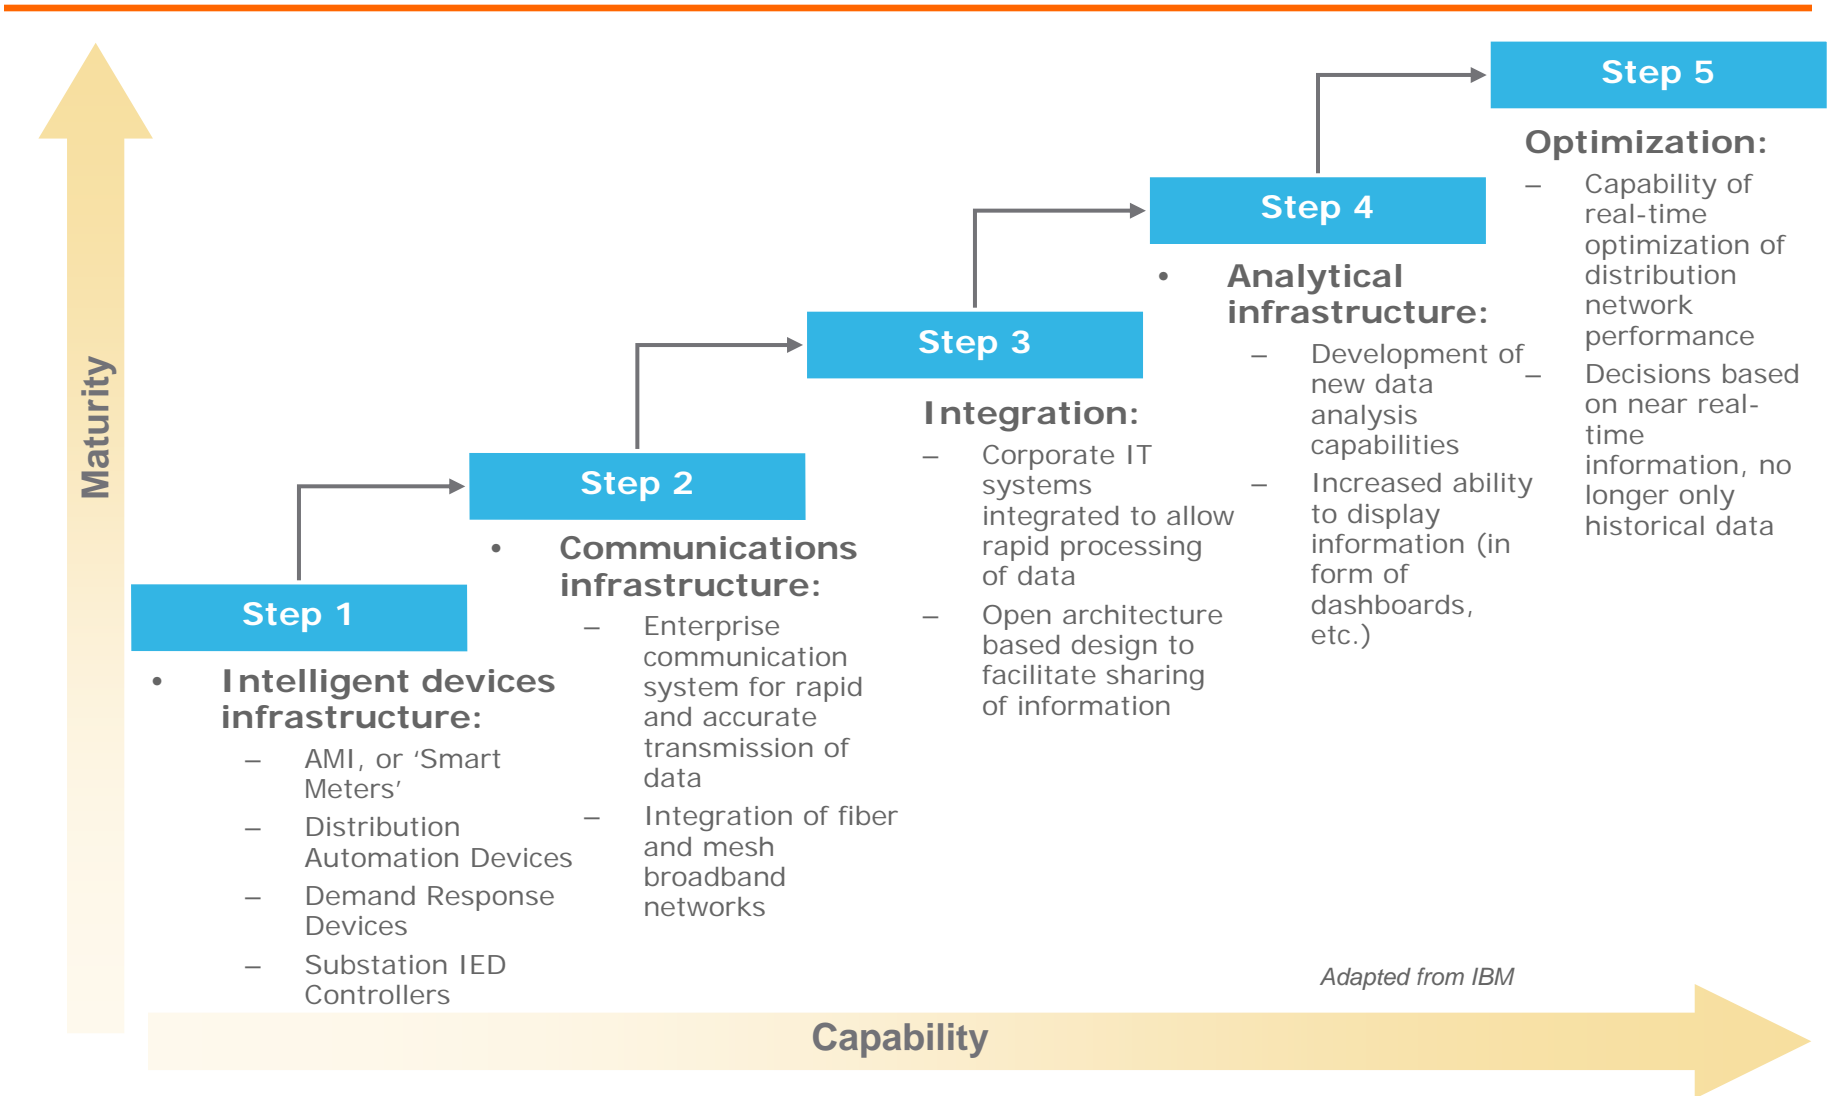 Maturity
Step 1
• Intelligent devices
infrastructure:
– AMI, or ‘Smart
Meters’
– Distribution
Automation Devices
– Demand Response
Devices
– Substation IED
Controllers
Step 2
• Communications
infrastructure:
– Enterprise
communication
system for rapid
and accurate
transmission of
data
– Integration of fiber
and mesh
broadband
networks
Step 3
Integration:
– Corporate IT
systems
integrated to allow
rapid processing
of data
– Open architecture
based design to
facilitate sharing
of information
Step 4
• Analytical
infrastructure:
– Development of
new data
analysis
capabilities
– Increased ability
to display
information (in
form of
dashboards,
etc.)
Step 5
Optimization:
– Capability of
real-time
optimization of
distribution
network
performance
– Decisions based
on near real-
time
information, no
longer only
historical data
Adapted from IBM
Capability